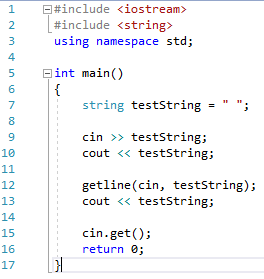 1 #include <iostream>
2 #include <string>
3 using namespace std;
4
5 int main()
6 {
7 string testString = " ";
8
9 cin >> testString;
10 cout << testString;
11
12 getline(cin, testString);
13 cout << testString;
14
15 cin.get();
16 return 0;
17 }